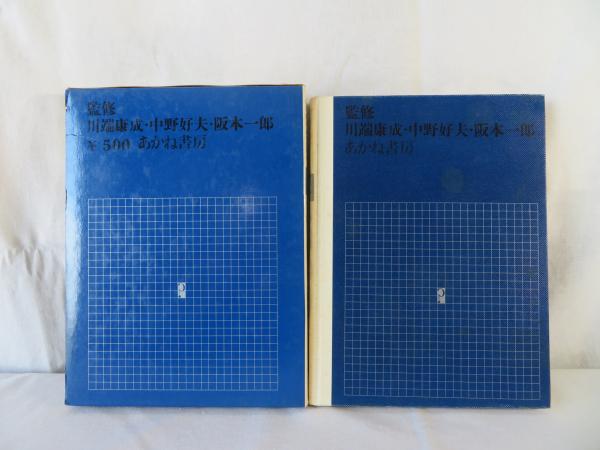 監修
川端康成・中野好夫・阪本一郎
¥ 500 あかね書房
監修
川端康成・中野好夫・阪本一郎
あかね書房